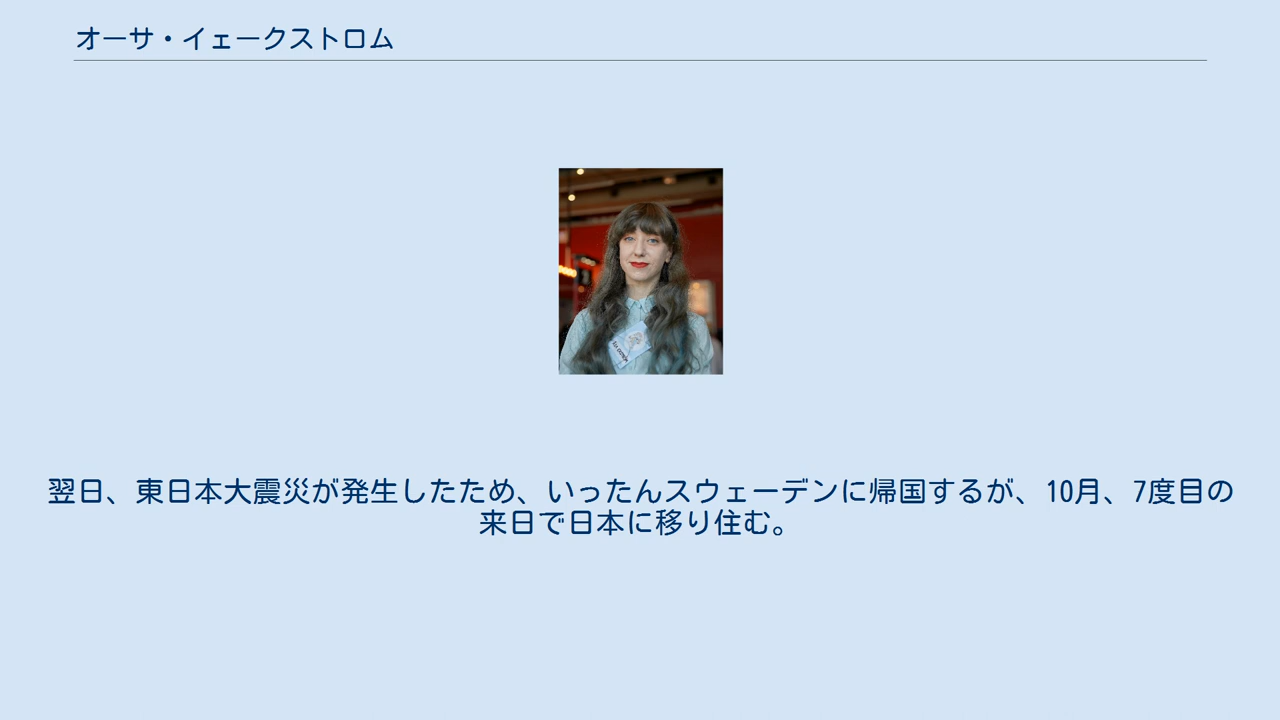 オーサ・イェークストロム
翌日、東日本大震災が発生したため、いったんスウェーデンに帰国するが、10月、7度目の
来日で日本に移り住む。